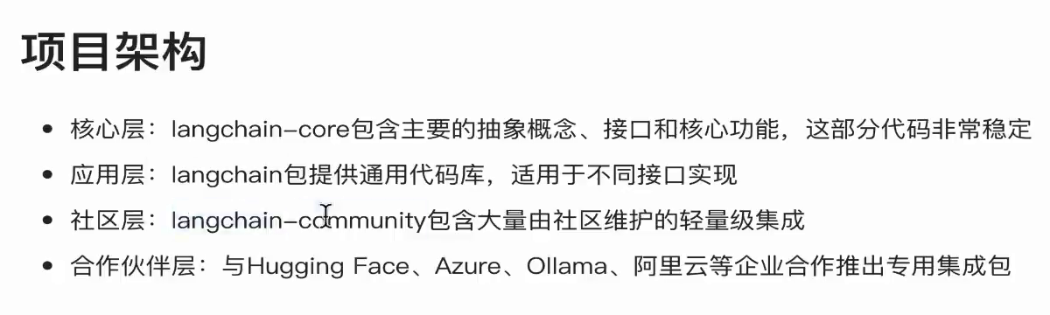 项目架构
• 核心层：langchain-core包含主要的抽象概念、接口和核心功能，这部分代码非常稳定
• 应用层：langchain包提供通用代码库，适用于不同接口实现
• 社区层：langchain-community包含大量由社区维护的轻量级集成
• 合作伙伴层：与Hugging Face、Azure、Ollama、阿里云等企业合作推出专用集成包